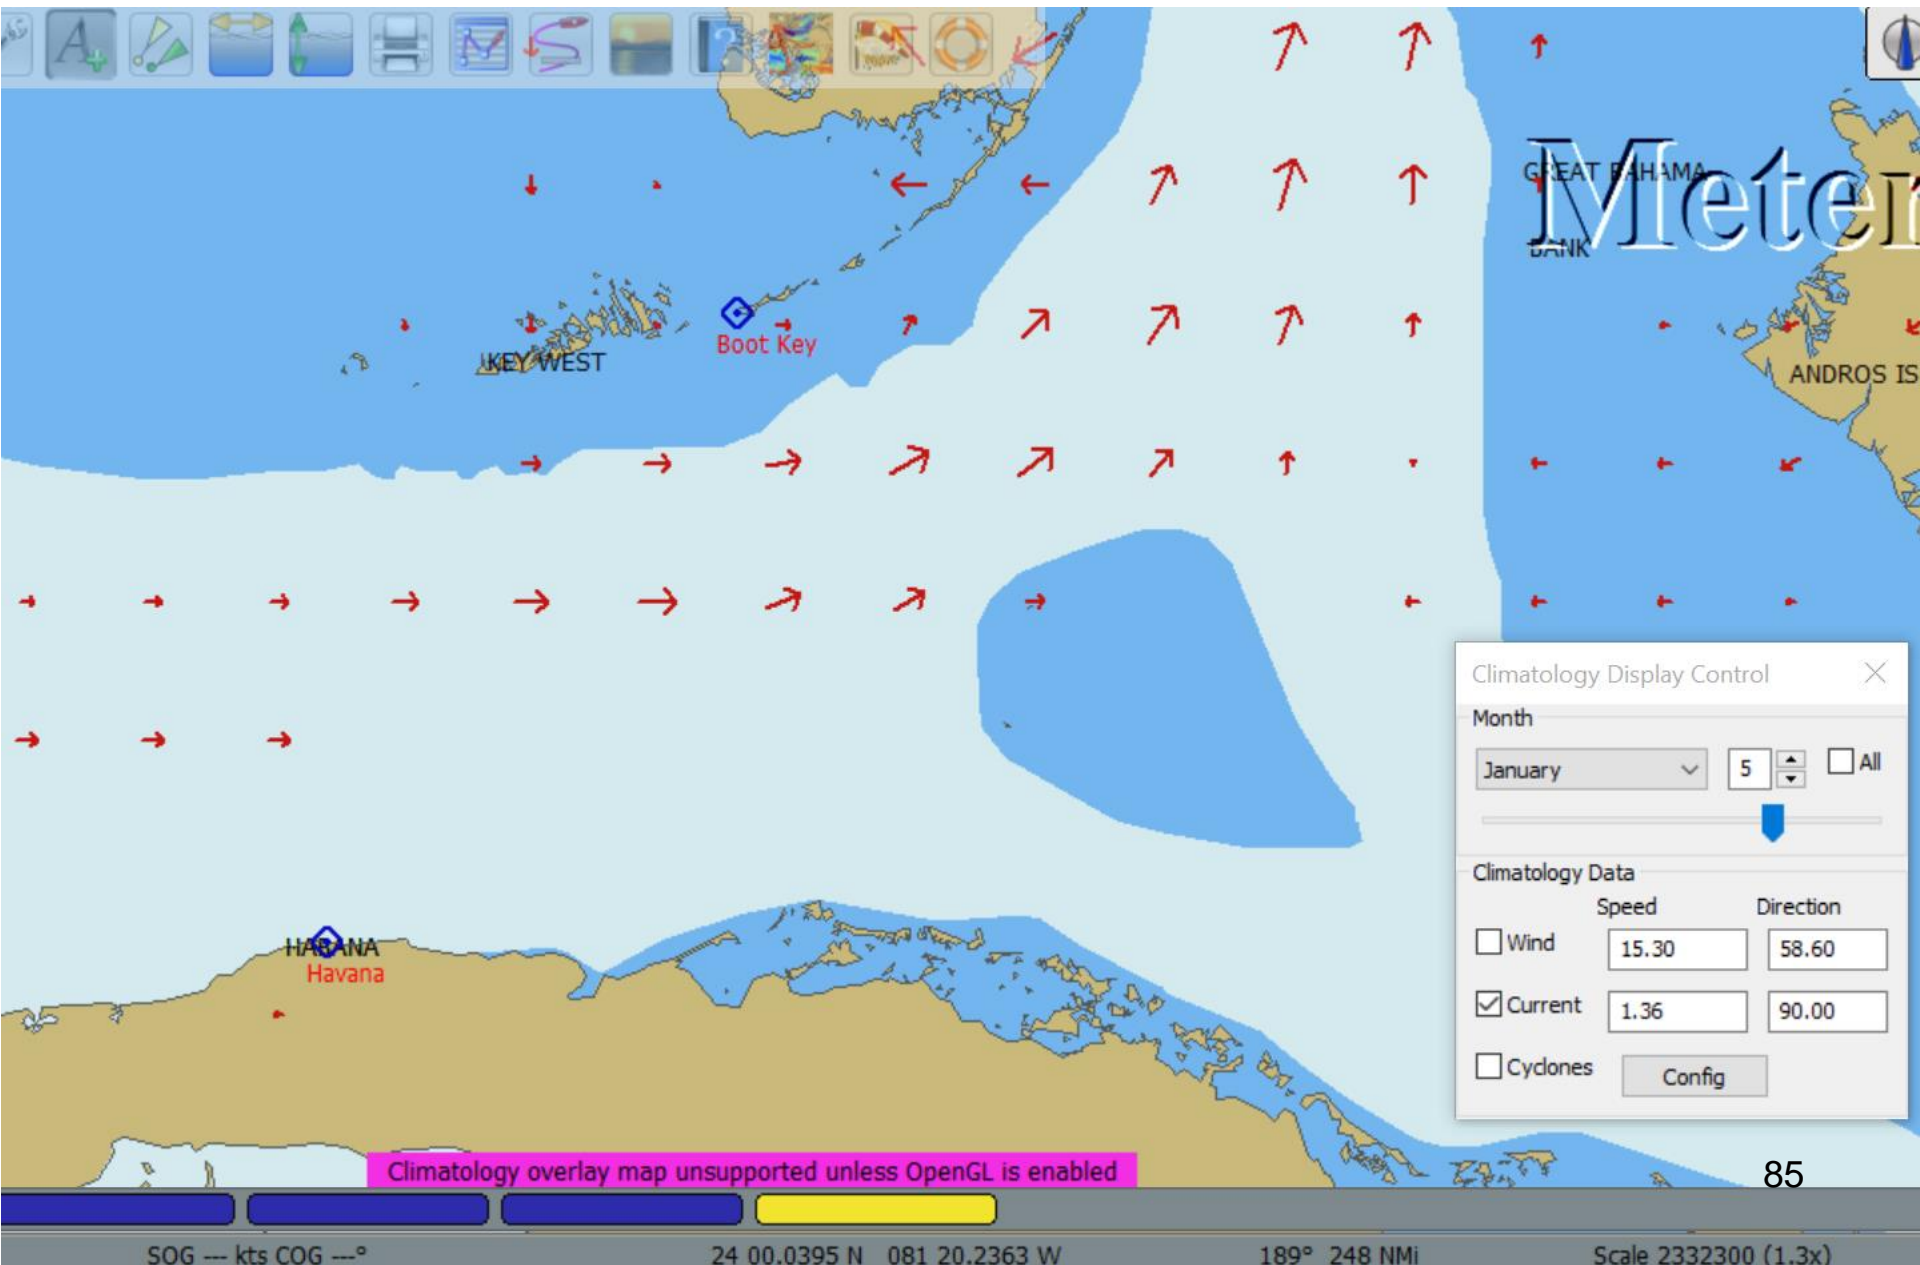 GREAT BAHAMA
Meter
BANK
Boot Key
KEY WEST
ANDROS IS
Climatology Display Control
Month
January 5 All
Climatology Data
Speed Direction
Wind 15.30 58.60
HABANA
Havana
Current 1.36 90.00
Cyclones Config
Climatology overlay map unsupported unless OpenGL is enabled
85
SOG --- kts COG ---°  24 00.0395 N 081 20.2363 W 189° 248 NMi Scale 2332300 (1.3x)